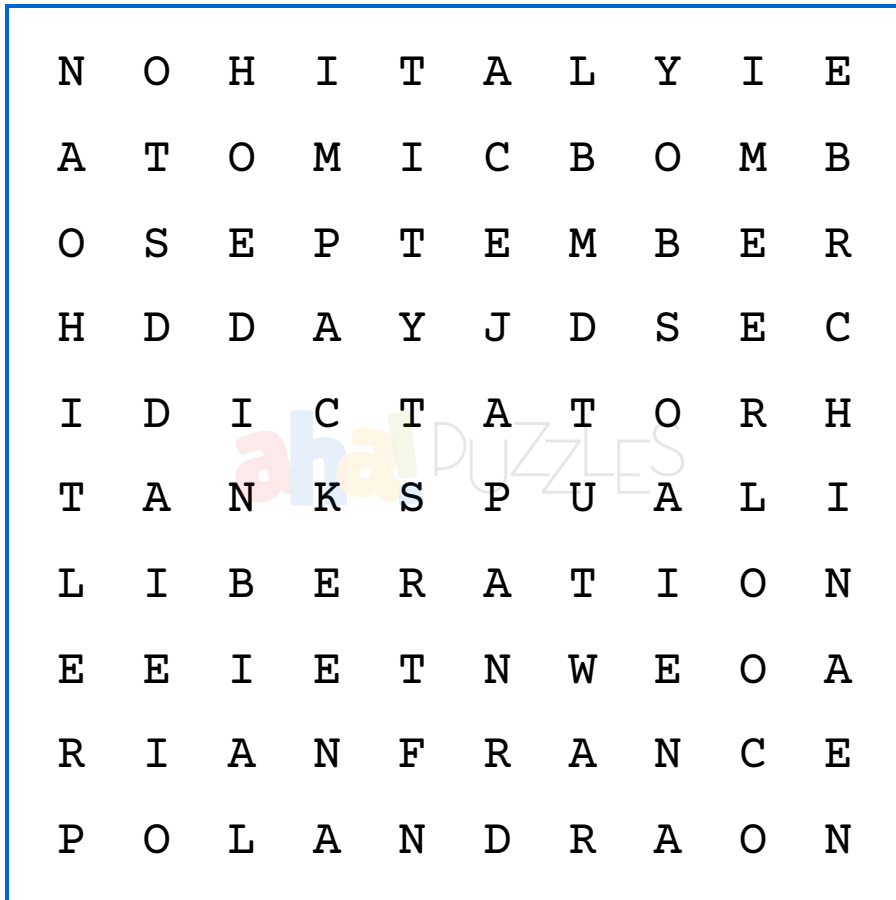 N O H I T A L Y I E
A T O M I C B O M B
O S E P T E M B E R
H D D A Y J D S E C
I D I C T A T O R H
aha! PUZZLES
T A N K S P U A L I
L I B E R A T I O N
E E I E T N W E O A
R I A N F R A N C E
P O L A N D R A O N